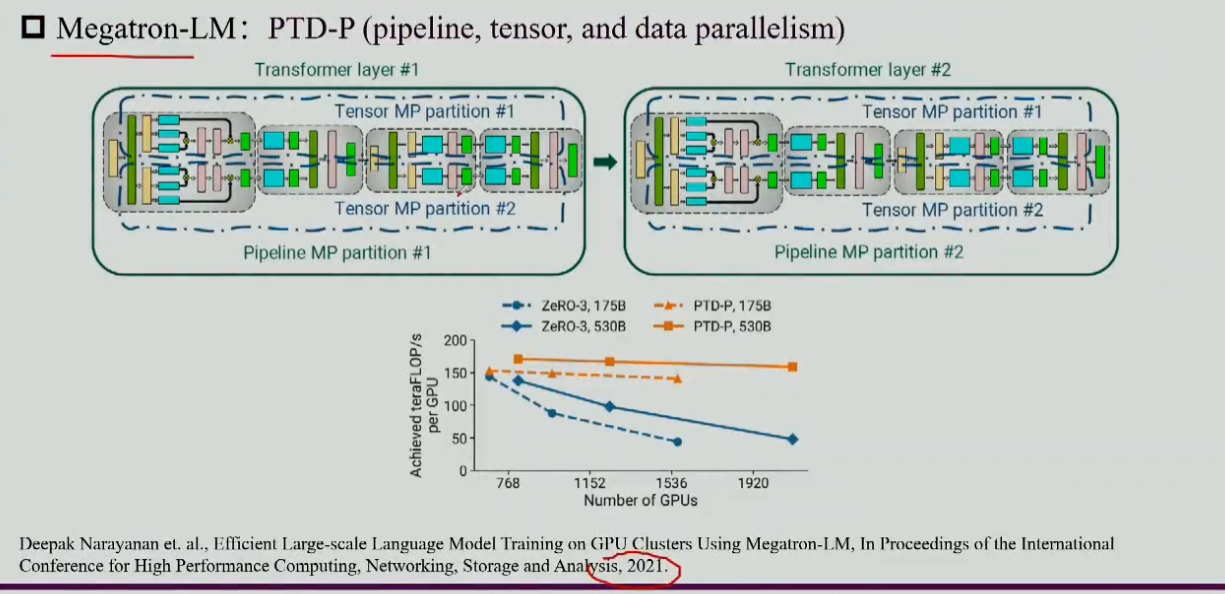 Megatron-LM：PTD-P (pipeline, tensor, and data parallelism)
Transformer layer #1
Transformer layer #2
Tensor MP partition #1
Tensor MP partition #1
Tensor MP partition #2
Tensor MP partition #2
Pipeline MP partition #1
Pipeline MP partition #2
ZeRO-3, 175B
PTD-P, 175B
ZeRO-3, 530B
PTD-P, 530B
Achieved teraFLOP/s
per GPU
200
150
100
50
0
768
1152
1536
1920
Number of GPUs
Deepak Narayanan et. al., Efficient Large-scale Language Model Training on GPU Clusters Using Megatron-LM, In Proceedings of the International
Conference for High Performance Computing, Networking, Storage and Analysis, 2021.